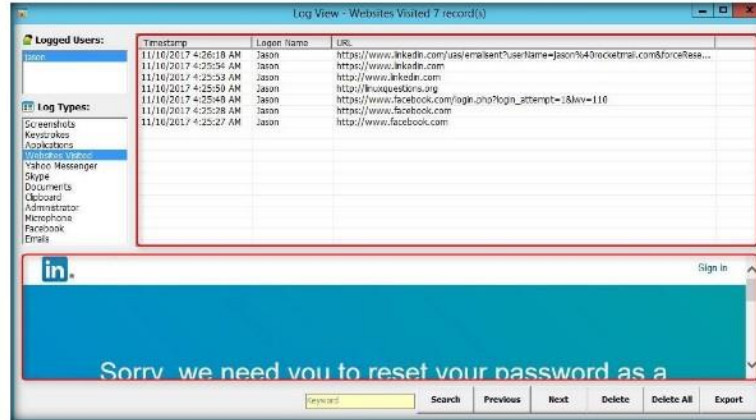 Log View - Websites Visited 7 record(s)
Logged Users:
jason
Log Types:
Screenshots
Keystrokes
Applications
Websites Visited
Yahoo Messenger
Skype
Documents
Clipboard
Administrator
Microphone
Facebook
Emails
Timestamp Logon Name URL
11/10/2017 4:26:18 AM Jason https://www.linkedin.com/uas/emailsent?userName=jason%40rocketmail.com&forceRese...
11/10/2017 4:25:54 AM Jason https://www.linkedin.com
11/10/2017 4:25:53 AM Jason http://www.linkedin.com
11/10/2017 4:25:50 AM Jason http://linuxquestions.org
11/10/2017 4:25:48 AM Jason https://www.facebook.com/login.php?login_attempt=1&lwv=110
11/10/2017 4:25:28 AM Jason https://www.facebook.com
11/10/2017 4:25:27 AM Jason http://www.facebook.com
in.
Sign in
Sorry, we need you to reset your password as a
Keyword Search Previous Next Delete Delete All Export